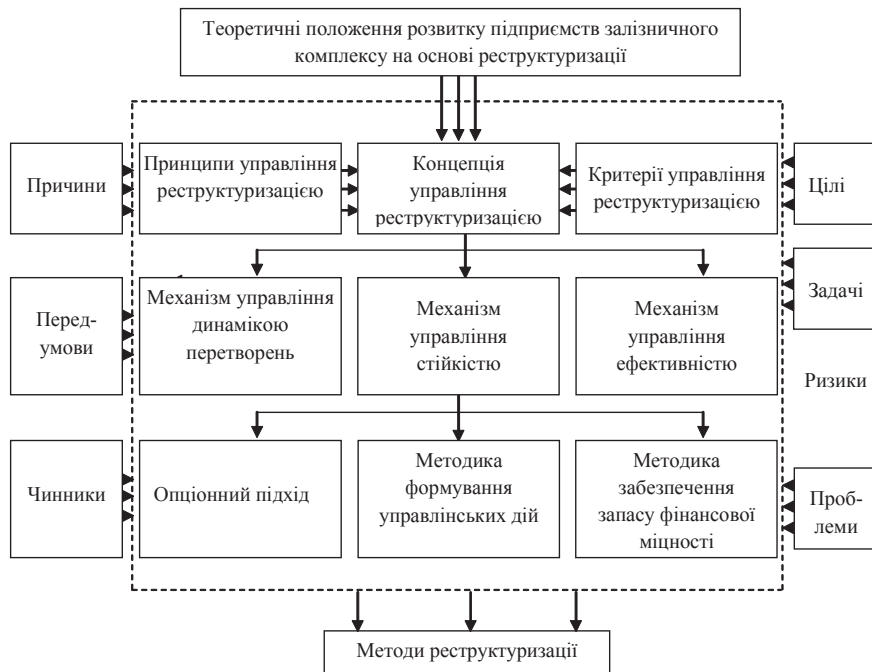 Теоретичні положення розвитку підприємств залізничного
комплексу на основі реструктуризації
Причини
Принципи управління
реструктуризацією
Концепція
управління
реструктуризацією
Критерії управління
реструктуризацією
Цілі
Перед-
умови
Механізм управління
динамікою
перетворень
Механізм
управління
стійкістю
Механізм
управління
ефективністю
Задачі
Ризики
Чинники
Опціонний підхід
Методика
формування
управлінських дій
Методика
забезпечення
запасу фінансової
міцності
Проб-
леми
Методи реструктуризації